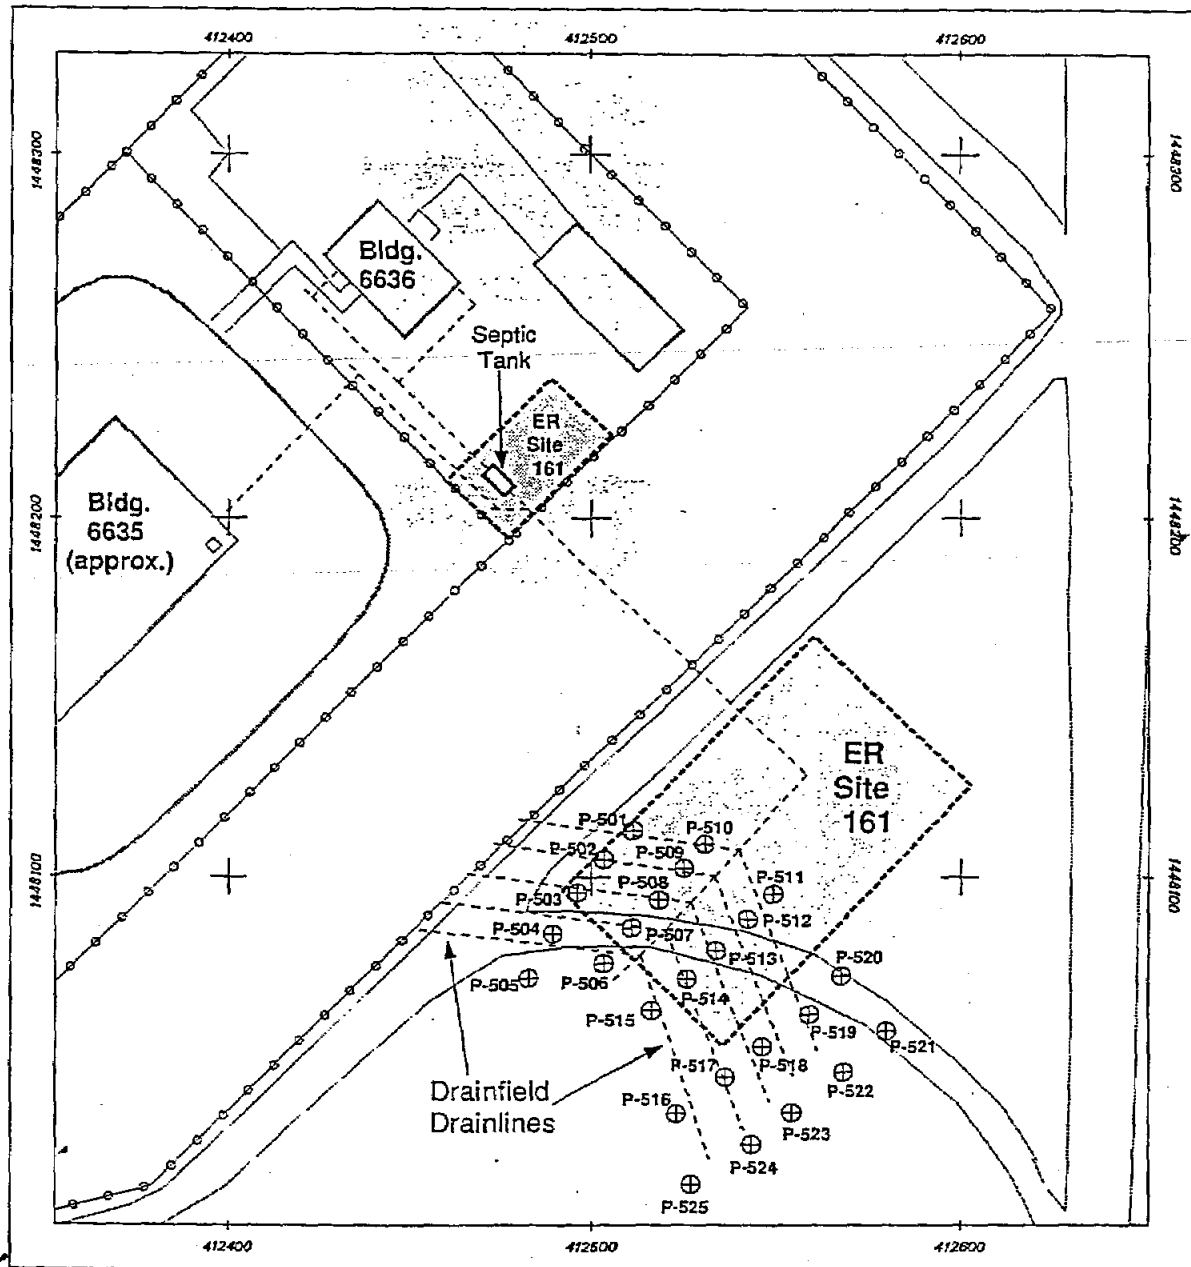 412400
412500
412600
1448300
1448300
Bldg.
6636
Septic
Tank
ER
Site
161
Bldg.
6635
(approx.)
1448200
1448200
ER
Site
161
P-501
P-510
P-502
P-509
P-511
P-508
1448100
1448100
P-503
P-512
P-504
P-507
P-513
P-520
P-505
P-506
P-514
P-515
P-519
P-521
P-517
P-518
P-522
Drainfield
Drainlines
P-516
P-523
P-524
P-525
412400
412500
412600